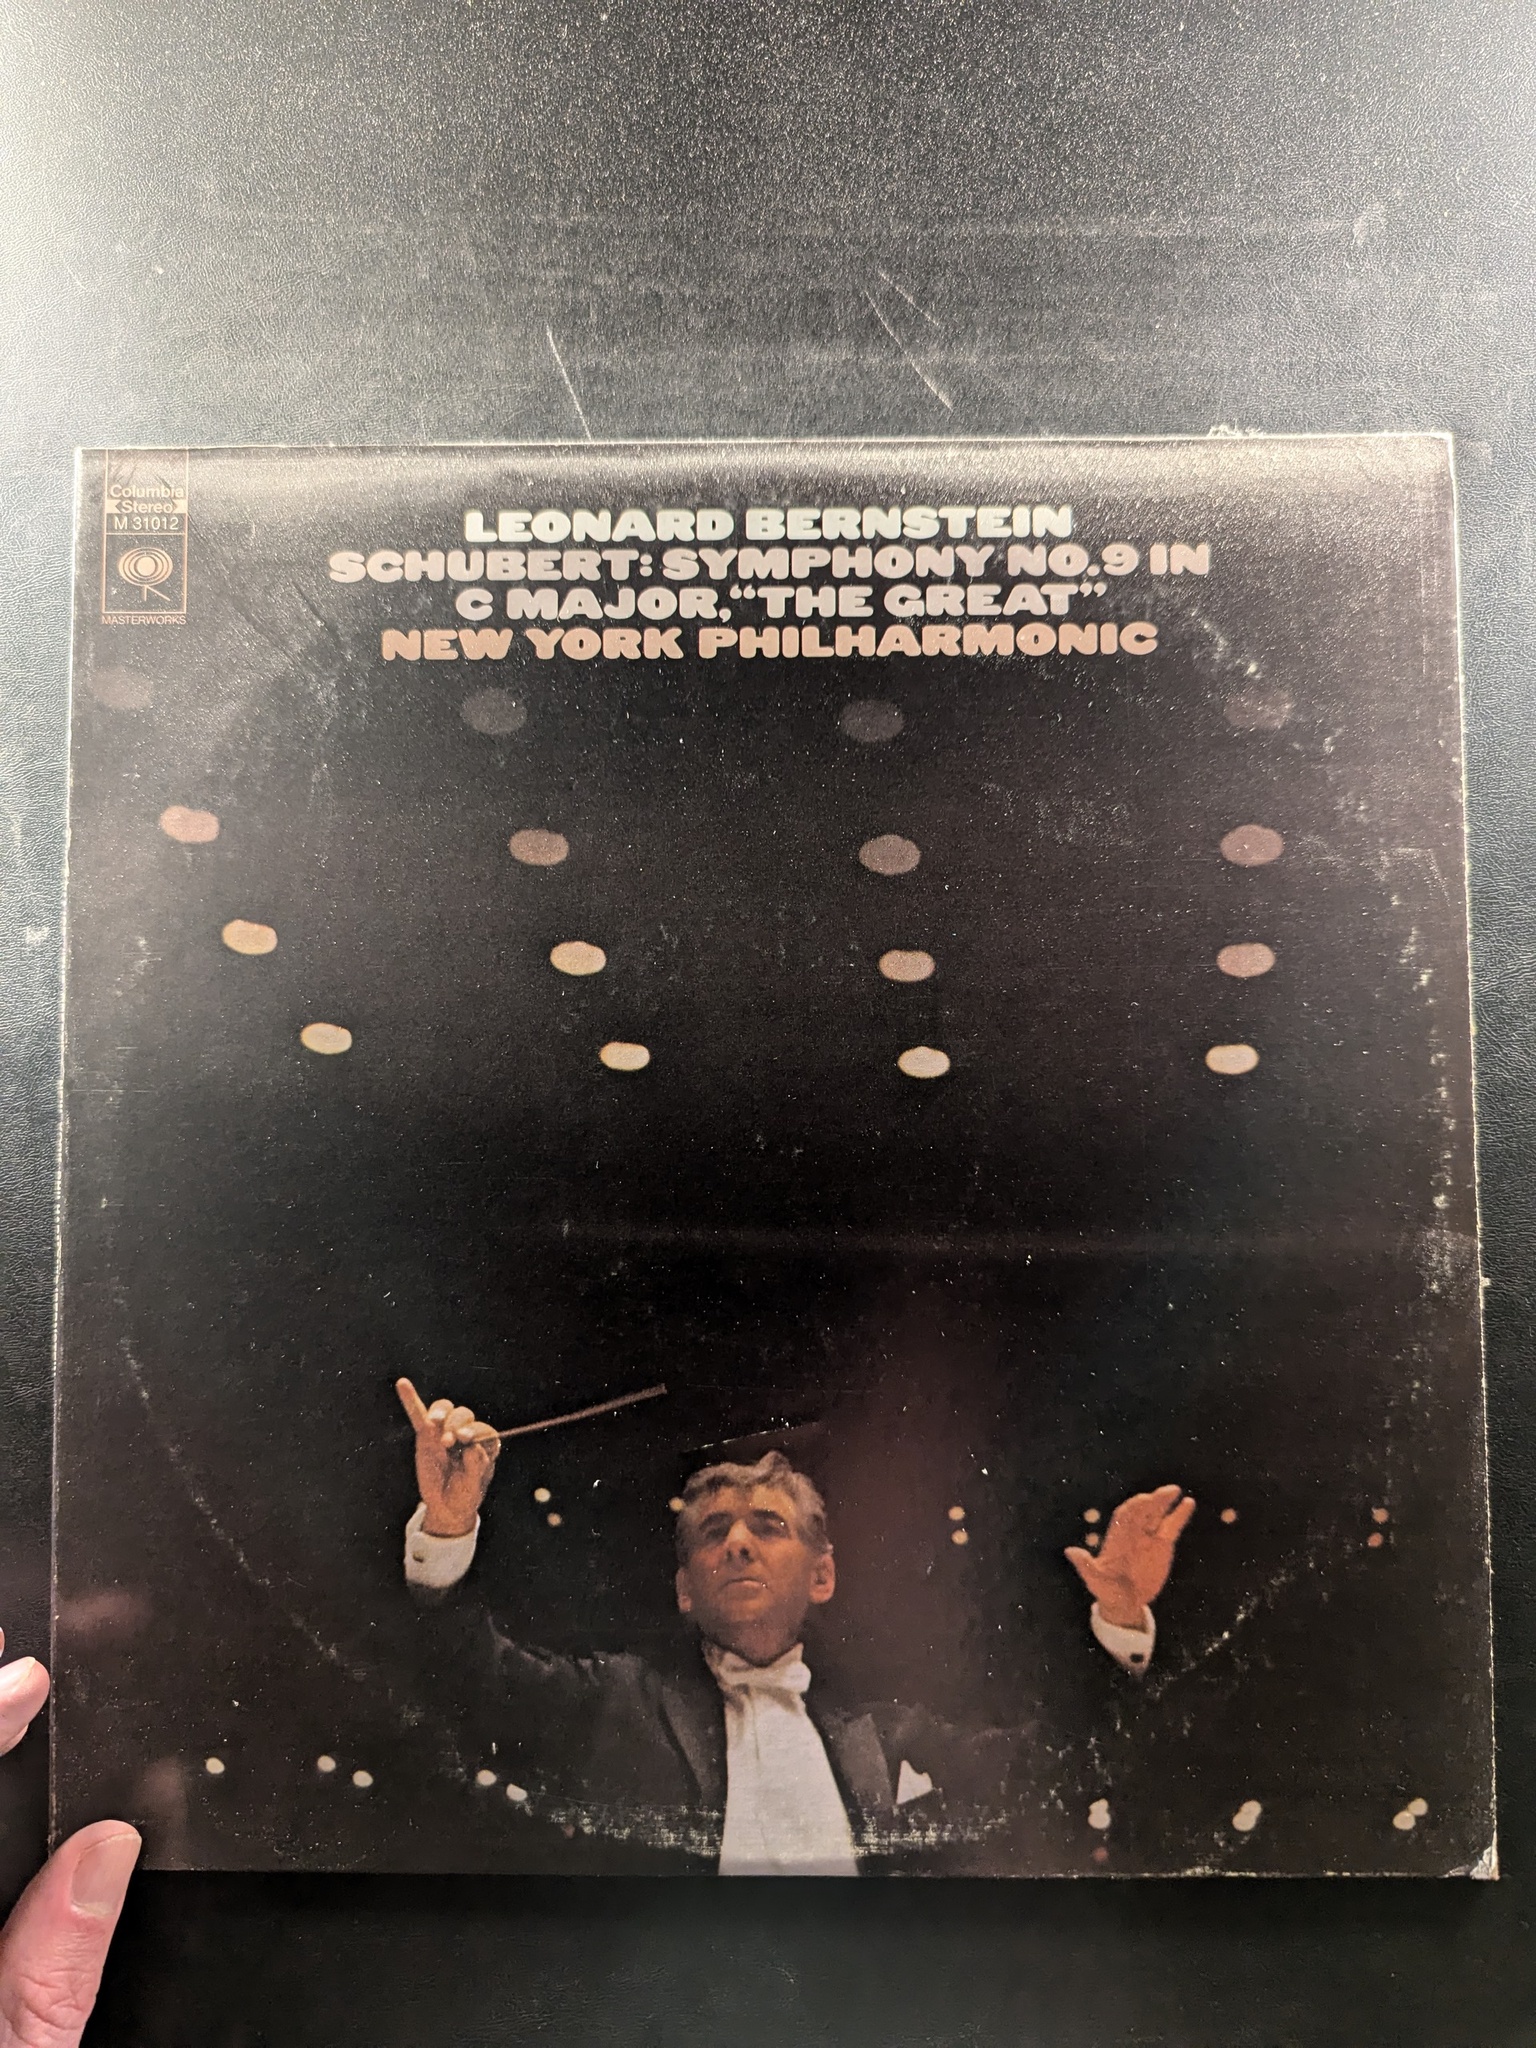 Columbia
Stereo
M 31012
MASTERWORKS
LEONARD BERNSTEIN
SCHUBERT: SYMPHONY NO.9 IN
C MAJOR, “THE GREAT”
NEW YORK PHILHARMONIC